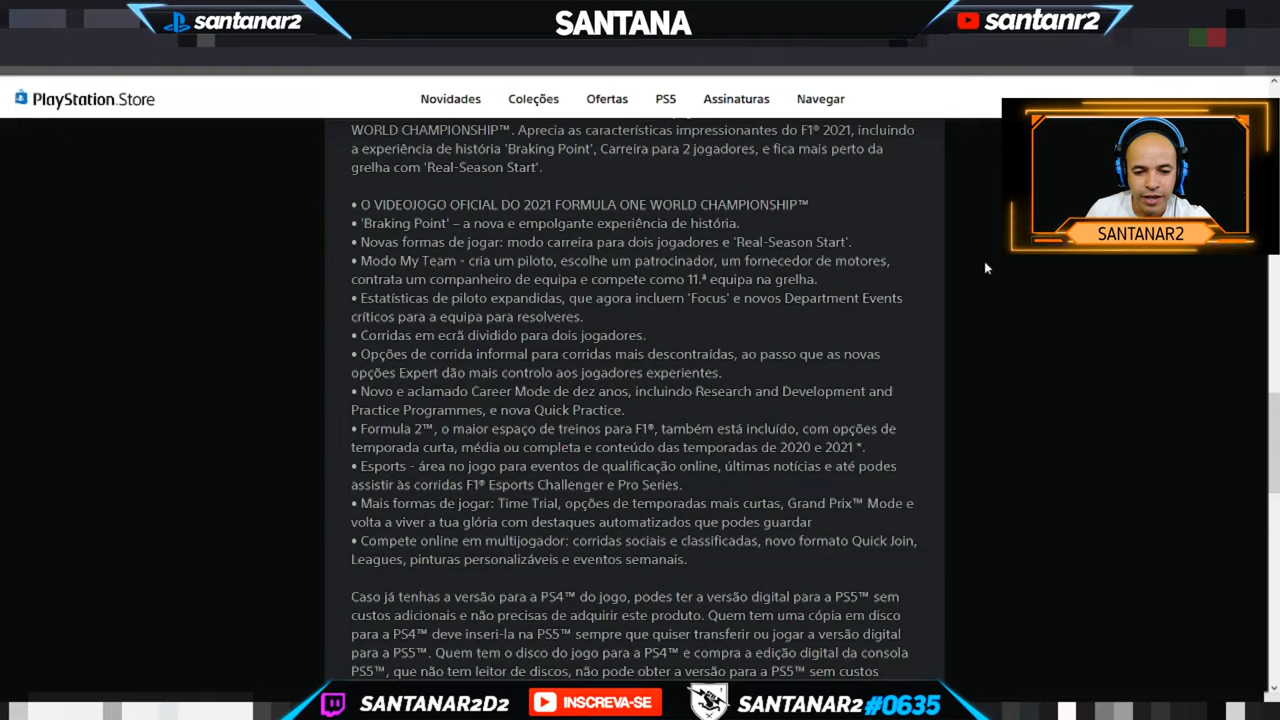 santanar2
SANTANA
santanr2
PlayStation.Store
Novidades
Coleções
Ofertas
PS5
Assinaturas
Navegar
WORLD CHAMPIONSHIP™. Aprecia as características impressionantes do F1® 2021, incluindo
a experiência de história 'Braking Point', Carreira para 2 jogadores, e fica mais perto da
grelha com 'Real-Season Start'.
SANTANAR2
• O VIDEOJOGO OFICIAL DO 2021 FORMULA ONE WORLD CHAMPIONSHIP™
• 'Braking Point' – a nova e empolgante experiência de história.
• Novas formas de jogar: modo carreira para dois jogadores e 'Real-Season Start'.
• Modo My Team - cria um piloto, escolhe um patrocinador, um fornecedor de motores,
contrata um companheiro de equipa e compete como 11.ª equipa na grelha.
• Estatísticas de piloto expandidas, que agora incluem 'Focus' e novos Department Events
críticos para a equipa para resolveres.
• Corridas em ecrã dividido para dois jogadores.
• Opções de corrida informal para corridas mais descontraídas, ao passo que as novas
opções Expert dão mais controlo aos jogadores experientes.
• Novo e aclamado Career Mode de dez anos, incluindo Research and Development and
Practice Programmes, e nova Quick Practice.
• Formula 2™, o maior espaço de treinos para F1®, também está incluído, com opções de
temporada curta, média ou completa e conteúdo das temporadas de 2020 e 2021 *.
• Esports - área no jogo para eventos de qualificação online, últimas notícias e até podes
assistir às corridas F1® Esports Challenger e Pro Series.
• Mais formas de jogar: Time Trial, opções de temporadas mais curtas, Grand Prix™ Mode e
volta a viver a tua glória com destaques automatizados que podes guardar
• Compete online em multijogador: corridas sociais e classificadas, novo formato Quick Join,
Leagues, pinturas personalizáveis e eventos semanais.
Caso já tenhas a versão para a PS4™ do jogo, podes ter a versão digital para a PS5™ sem
custos adicionais e não precisas de adquirir este produto. Quem tem uma cópia em disco
para a PS4™ deve inseri-la na PS5™ sempre que quiser transferir ou jogar a versão digital
para a PS5™. Quem tem o disco do jogo para a PS4™ e compra a edição digital da consola
PS5™, que não tem leitor de discos, não pode obter a versão para a PS5™ sem custos
SANTANAR2D2
INSCREVA-SE
SANTANAR2 #0635